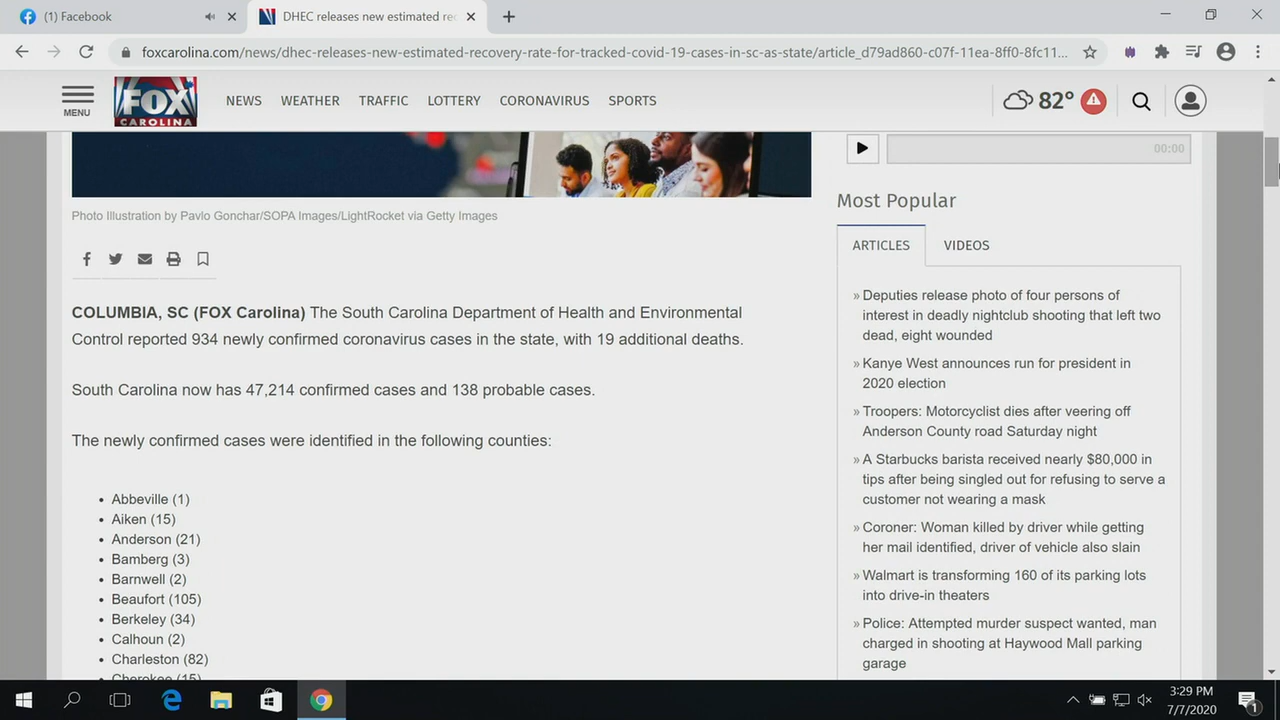 (1) Facebook
DHEC releases new estimated rec
foxcarolina.com/news/dhec-releases-new-estimated-recovery-rate-for-tracked-covid-19-cases-in-sc-as-state/article_d79ad860-c07f-11ea-8ff0-8fc11...
MENU
FOX
CAROLINA
NEWS
WEATHER
TRAFFIC
LOTTERY
CORONAVIRUS
SPORTS
82°
Photo Illustration by Pavlo Gonchar/SOPA Images/LightRocket via Getty Images
COLUMBIA, SC (FOX Carolina) The South Carolina Department of Health and Environmental
Control reported 934 newly confirmed coronavirus cases in the state, with 19 additional deaths.
South Carolina now has 47,214 confirmed cases and 138 probable cases.
The newly confirmed cases were identified in the following counties:
• Abbeville (1)
• Aiken (15)
• Anderson (21)
• Bamberg (3)
• Barnwell (2)
• Beaufort (105)
• Berkeley (34)
• Calhoun (2)
• Charleston (82)
• Cherokee (15)
00:00
Most Popular
ARTICLES
VIDEOS
» Deputies release photo of four persons of
interest in deadly nightclub shooting that left two
dead, eight wounded
» Kanye West announces run for president in
2020 election
» Troopers: Motorcyclist dies after veering off
Anderson County road Saturday night
» A Starbucks barista received nearly $80,000 in
tips after being singled out for refusing to serve a
customer not wearing a mask
» Coroner: Woman killed by driver while getting
her mail identified, driver of vehicle also slain
» Walmart is transforming 160 of its parking lots
into drive-in theaters
» Police: Attempted murder suspect wanted, man
charged in shooting at Haywood Mall parking
garage
3:29 PM
7/7/2020
1